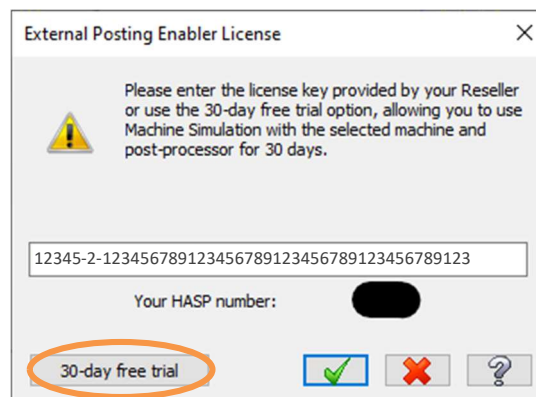 External Posting Enabler License
Please enter the license key provided by your Reseller
or use the 30-day free trial option, allowing you to use
Machine Simulation with the selected machine and
post-processor for 30 days.
12345-2-123456789123456789123456789123456789123
Your HASP number:
30-day free trial